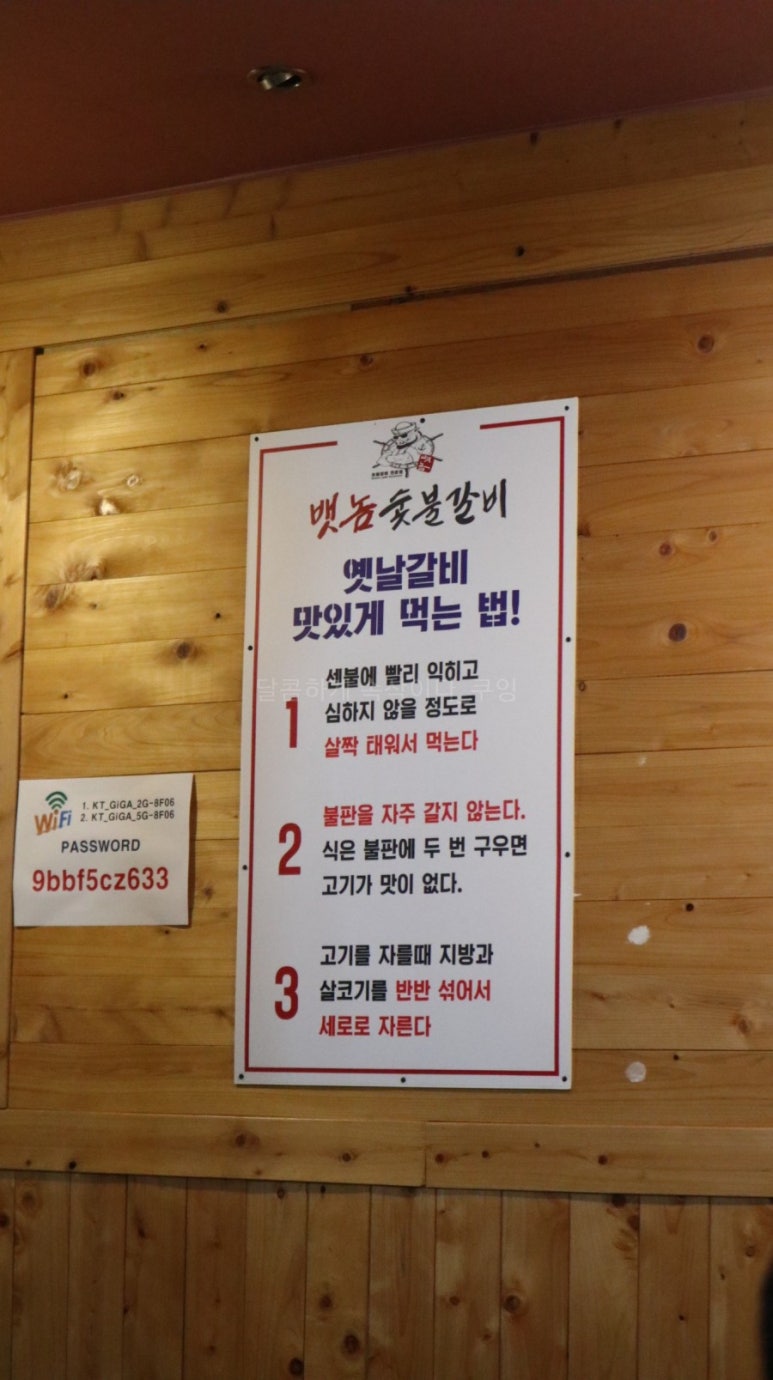 뱃놈숯불갈비
옛날갈비
맛있게 먹는 법!
1
센불에 빨리 익히고
심하지 않을 정도로
살짝 태워서 먹는다
2
불판을 자주 갈지 않는다.
식은 불판에 두 번 구우면
고기가 맛이 없다.
3
고기를 자를때 지방과
살코기를 반반 섞어서
세로로 자른다
WiFi
1. KT_GiGA_2G-8F06
2. KT_GiGA_5G-8F06
PASSWORD
9bbf5cz633
달콤하게